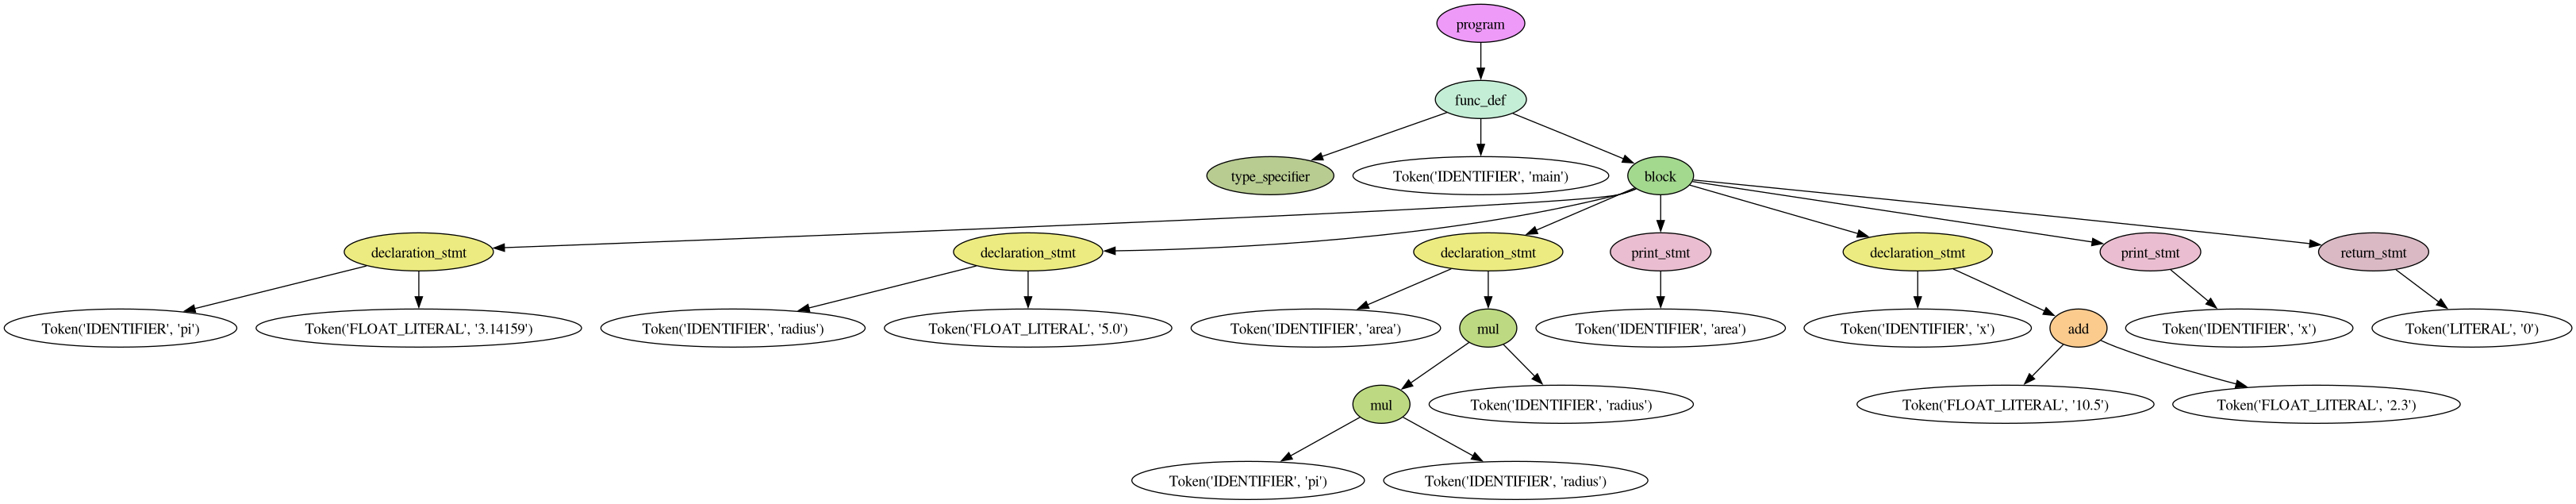 program
func_def
type_specifier
Token('IDENTIFIER', 'main')
block
declaration_stmt
declaration_stmt
declaration_stmt
print_stmt
declaration_stmt
print_stmt
return_stmt
Token('IDENTIFIER', 'pi')
Token('FLOAT_LITERAL', '3.14159')
Token('IDENTIFIER', 'radius')
Token('FLOAT_LITERAL', '5.0')
Token('IDENTIFIER', 'area')
mul
Token('IDENTIFIER', 'area')
Token('IDENTIFIER', 'x')
add
Token('IDENTIFIER', 'x')
Token('LITERAL', '0')
mul
Token('IDENTIFIER', 'radius')
Token('FLOAT_LITERAL', '10.5')
Token('FLOAT_LITERAL', '2.3')
Token('IDENTIFIER', 'pi')
Token('IDENTIFIER', 'radius')